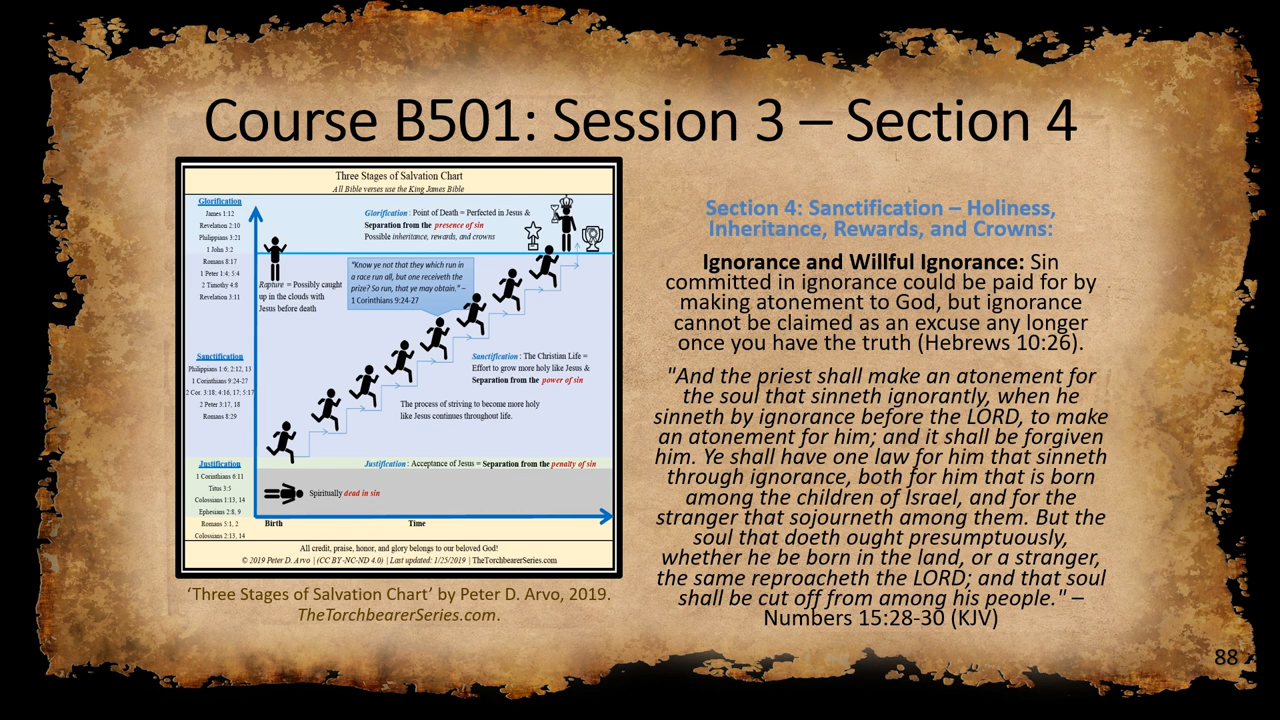 Course B501: Session 3 – Section 4
Three Stages of Salvation Chart
All Bible verses use the King James Bible
Glorification
James 1:12
Revelation 2:10
Philippians 3:21
1 John 3:2
Romans 8:17
1 Peter 1:4; 5:4
2 Timothy 4:8
Revelation 3:11
Sanctification
Philippians 1:6; 2:12, 13
1 Corinthians 9:24-27
2 Cor. 3:18; 4:16, 17; 5:17
2 Peter 3:17, 18
Romans 8:29
Justification
1 Corinthians 6:11
Titus 3:5
Colossians 1:13, 14
Ephesians 2:8, 9
Romans 5:1, 2
Colossians 2:13, 14
Glorification: Point of Death = Perfected in Jesus &
Separation from the presence of sin
Possible inheritance, rewards, and crowns
Rapture = Possibly caught
up in the clouds with
Jesus before death
"Know ye not that they which run in
a race run all, but one receiveth the
prize? So run, that ye may obtain." –
1 Corinthians 9:24-27
Sanctification: The Christian Life =
Effort to grow more holy like Jesus &
Separation from the power of sin
The process of striving to become more holy
like Jesus continues throughout life.
Justification: Acceptance of Jesus = Separation from the penalty of sin
Spiritually dead in sin
Birth
Time
All credit, praise, honor, and glory belongs to our beloved God!
© 2019 Peter D. Arvo | (CC BY-NC-ND 4.0) | Last updated: 1/25/2019 | TheTorchbearerSeries.com
‘Three Stages of Salvation Chart’ by Peter D. Arvo, 2019.
TheTorchbearerSeries.com.
Section 4: Sanctification – Holiness,
Inheritance, Rewards, and Crowns:
Ignorance and Willful Ignorance: Sin
committed in ignorance could be paid for by
making atonement to God, but ignorance
cannot be claimed as an excuse any longer
once you have the truth (Hebrews 10:26).
"And the priest shall make an atonement for
the soul that sinneth ignorantly, when he
sinneth by ignorance before the LORD, to make
an atonement for him; and it shall be forgiven
him. Ye shall have one law for him that sinneth
through ignorance, both for him that is born
among the children of Israel, and for the
stranger that sojourneth among them. But the
soul that doeth ought presumptuously,
whether he be born in the land, or a stranger,
the same reproacheth the LORD; and that soul
shall be cut off from among his people." –
Numbers 15:28-30 (KJV)
88